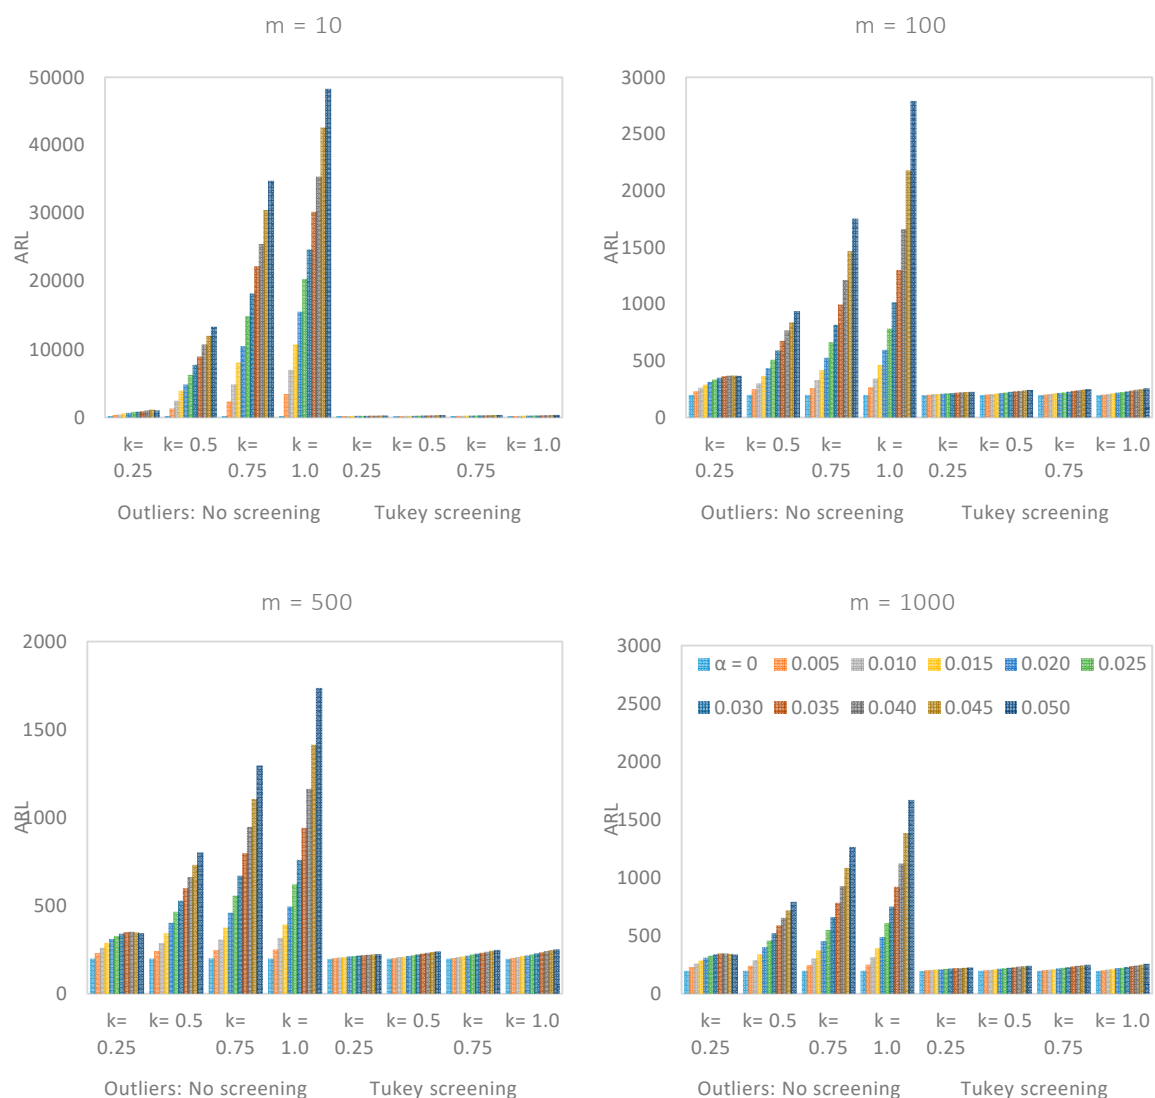 m = 10
50000
40000
30000
20000
10000
0
ARL
k= 0.25
k= 0.5
k= 0.75
k = 1.0
k= 0.25
k= 0.5
k= 0.75
k= 1.0
Outliers: No screening
Tukey screening
m = 100
3000
2500
2000
1500
1000
500
0
ARL
k= 0.25
k= 0.5
k= 0.75
k = 1.0
k= 0.25
k= 0.5
k= 0.75
k= 1.0
Outliers: No screening
Tukey screening
m = 500
2000
1500
1000
500
0
ARL
k= 0.25
k= 0.5
k= 0.75
k = 1.0
k= 0.25
k= 0.5
k= 0.75
k= 1.0
Outliers: No screening
Tukey screening
m = 1000
3000
2500
2000
1500
1000
500
0
ARL
α = 0 0.005 0.010 0.015 0.020 0.025
0.030 0.035 0.040 0.045 0.050
k= 0.25
k= 0.5
k= 0.75
k = 1.0
k= 0.25
k= 0.5
k= 0.75
k= 1.0
Outliers: No screening
Tukey screening